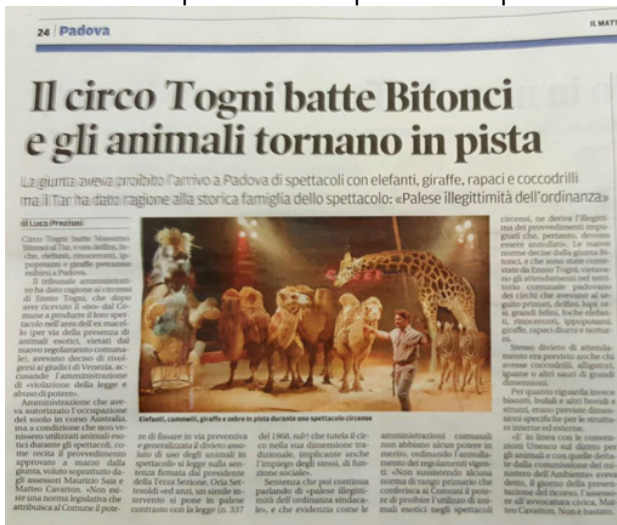 24 Padova
IL MATT
Il circo Togni batte Bitonci
e gli animali tornano in pista
La giunta aveva proibito l'arrivo a Padova di spettacoli con elefanti, giraffe, rapaci e coccodrilli
ma il Tar ha dato ragione alla storica famiglia dello spettacolo: «Palese illegittimità dell'ordinanza»
di Luca Preziusi
Circo Togni batte Massimo
Bitonci al Tar, e ora delfini, fo-
che, elefanti, rinoceronti, ip-
popotami e giraffe potranno
esibirsi a Padova.
Il tribunale amministrati-
vo ha dato ragione ai circensi
di Ennio Togni, che dopo
aver ricevuto il «no» dal Co-
mune a produrre il loro spet-
tacolo nell'area dell'ex macel-
lo (per via della presenza di
animali esotici, vietati dal
nuovo regolamento comuna-
le), avevano deciso di rivol-
gersi ai giudici di Venezia, ac-
cusando l'amministrazione
di «violazione della legge e
abuso di potere».
Amministrazione che ave-
va autorizzato l'occupazione
del suolo in corso Australia,
ma a condizione che non ve-
nissero utilizzati animali eso-
tici durante gli spettacoli, co-
me recita il provvedimento
approvato a marzo dalla
giunta, voluto soprattutto da-
gli assessori Maurizio Saia e
Matteo Cavatton. «Non esi-
ste una norma legislativa che
attribuisca al Comune il pote-
Elefanti, cammelli, giraffe e zebre in pista durante uno spettacolo circense
re di fissare in via preventiva
e generalizzata il divieto asso-
luto di uso degli animali in
spettacoli» si legge sulla sen-
tenza firmata dal presidente
della Terza Sezione, Oria Set-
tesoldi «ed anzi, un simile in-
tervento si pone in palese
contrasto con la legge (n. 337
del 1968, ndr) che tutela il cir-
co nella sua dimensione tra-
dizionale, implicante anche
l'impiego degli stessi, di fun-
zione sociale».
Sentenza che poi continua
parlando di «palese illegitti-
mità dell'ordinanza sindaca-
le», e che evidenzia come le
amministrazioni comunali
non abbiano alcun potere in
merito, ordinando l'annulla-
mento dei regolamenti vigen-
ti: «Non sussistendo alcuna
norma di rango primario che
conferisca ai Comuni il pote-
re di proibire l'utilizzo di ani-
mali esotici negli spettacoli
circensi, ne deriva l'illegitti-
ma dei provvedimenti impu-
gnati che, pertanto, devono
essere annullati». Le nuove
norme decise dalla giunta Bi-
tonci, e che sono state conte-
state da Ennio Togni, vietava-
no gli attendamenti nel terri-
torio comunale padovano
dei circhi che avevano al se-
guito primati, delfini, lupi, or-
si, grandi felini, foche elefan-
ti, rinoceronti, ippopotami,
giraffe, rapaci diurni e nottur-
ni.
Stesso divieto di attenda-
mento era previsto anche chi
avesse coccodrilli, alligatori,
iguane o altri sauri di grandi
dimensioni.
Per quanto riguarda invece
bisonti, bufali e altri bovidi e
struzzi, erano previste dimen-
sioni specifiche per le struttu-
re interne ed esterne.
«E' in linea con le conven-
zioni Unesco sul diritto per
gli animali e con quelle detta-
te dalla commissione del mi-
nistero dell'Ambiente» aveva
detto, il giorno della presen-
tazione del ricorso, l'assesso-
re all'avvocatura civica, Mat
teo Cavatton. Non è bastato.